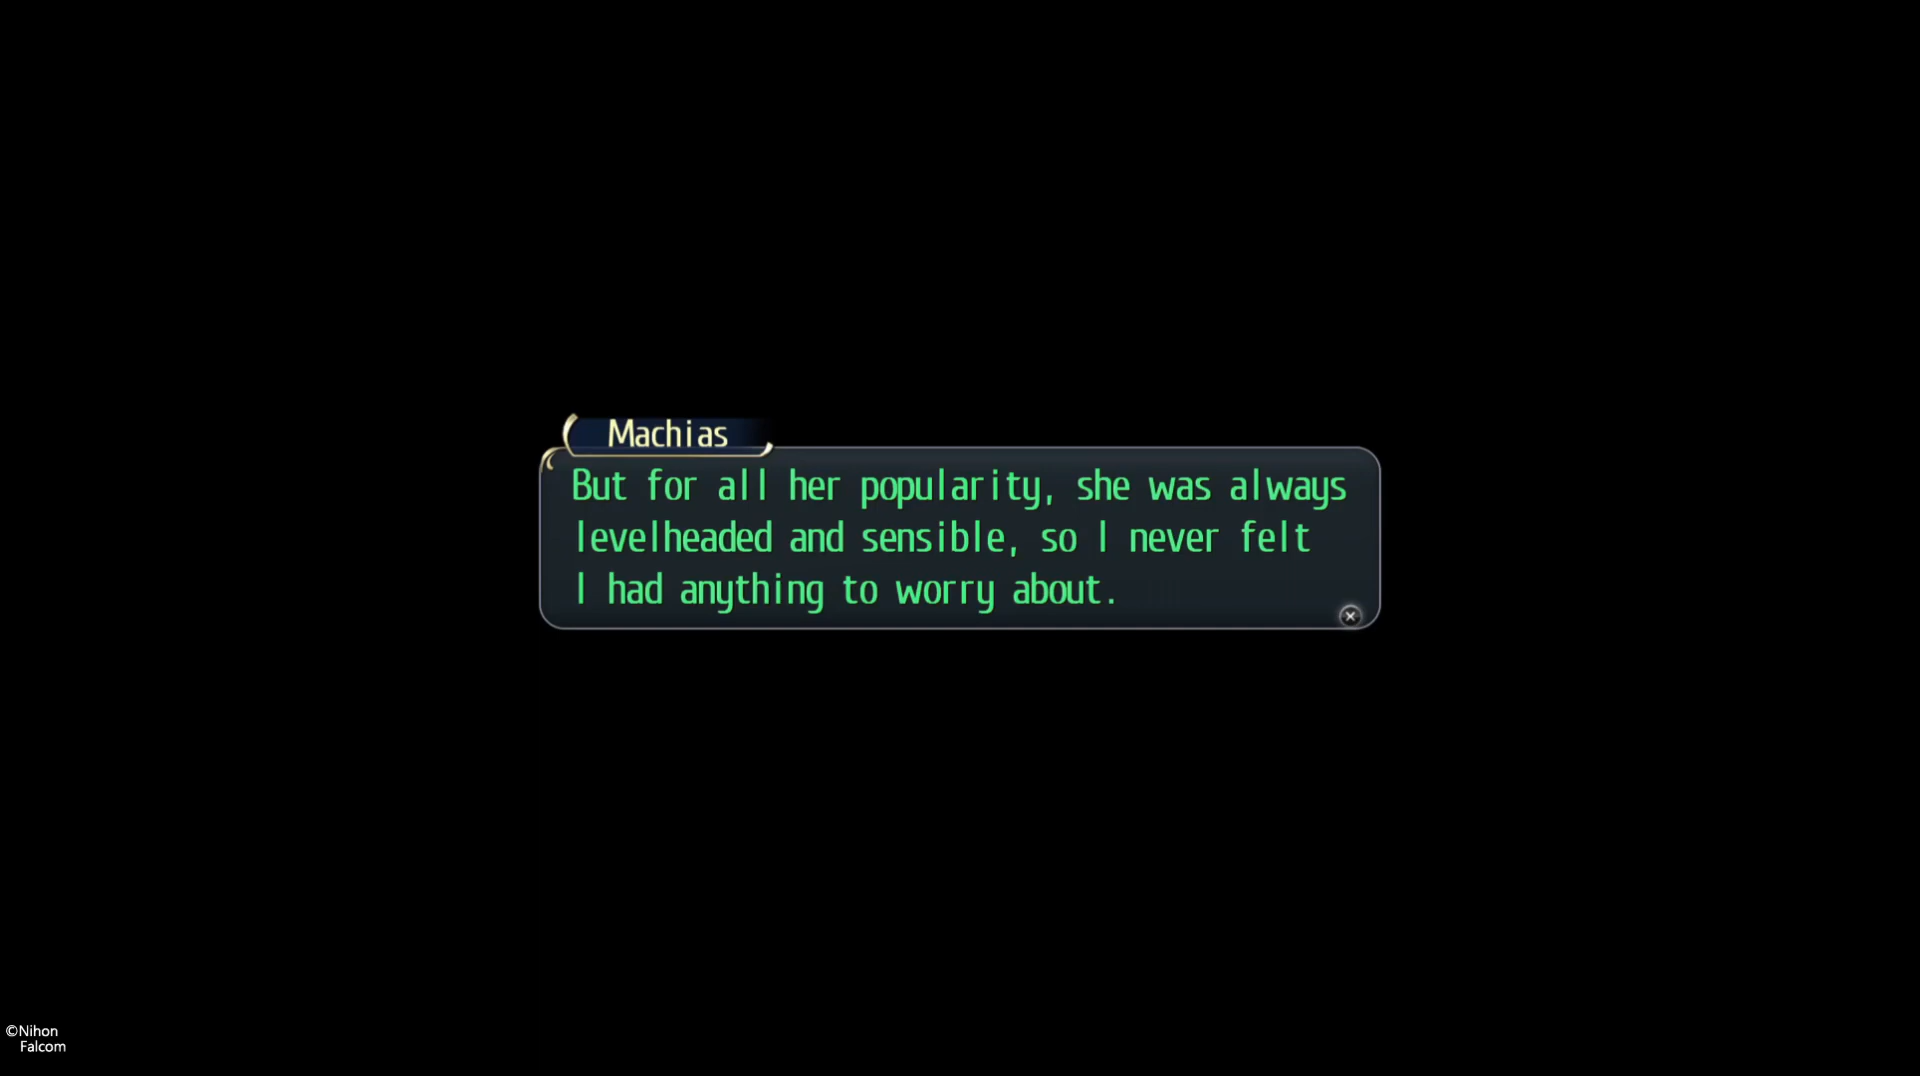 Machias
But for all her popularity, she was always
levelheaded and sensible, so I never felt
I had anything to worry about.
©Nihon
Falcom